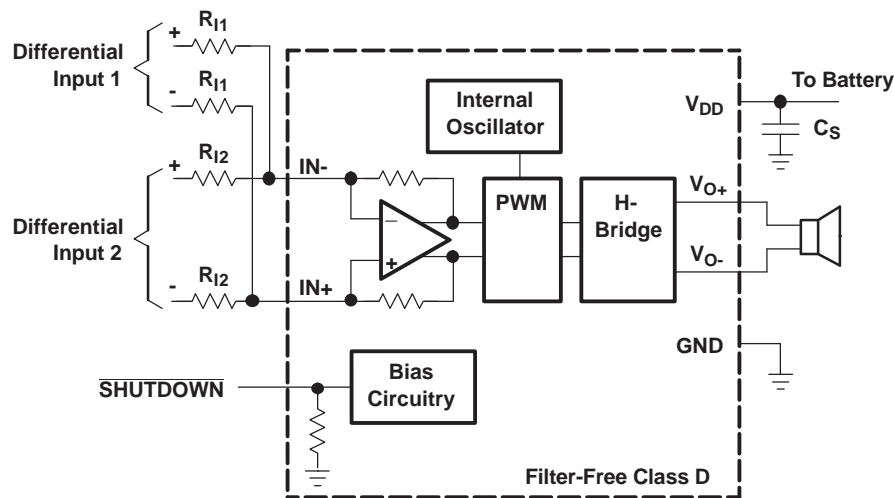 Differential
Input 1
+
R_I1
-
R_I1
Differential
Input 2
+
R_I2
-
R_I2
IN-
IN+
Internal
Oscillator
−
+
PWM
H-
Bridge
V_DD
To Battery
C_S
V_O+
V_O-
GND
SHUTDOWN
Bias
Circuitry
Filter-Free Class D